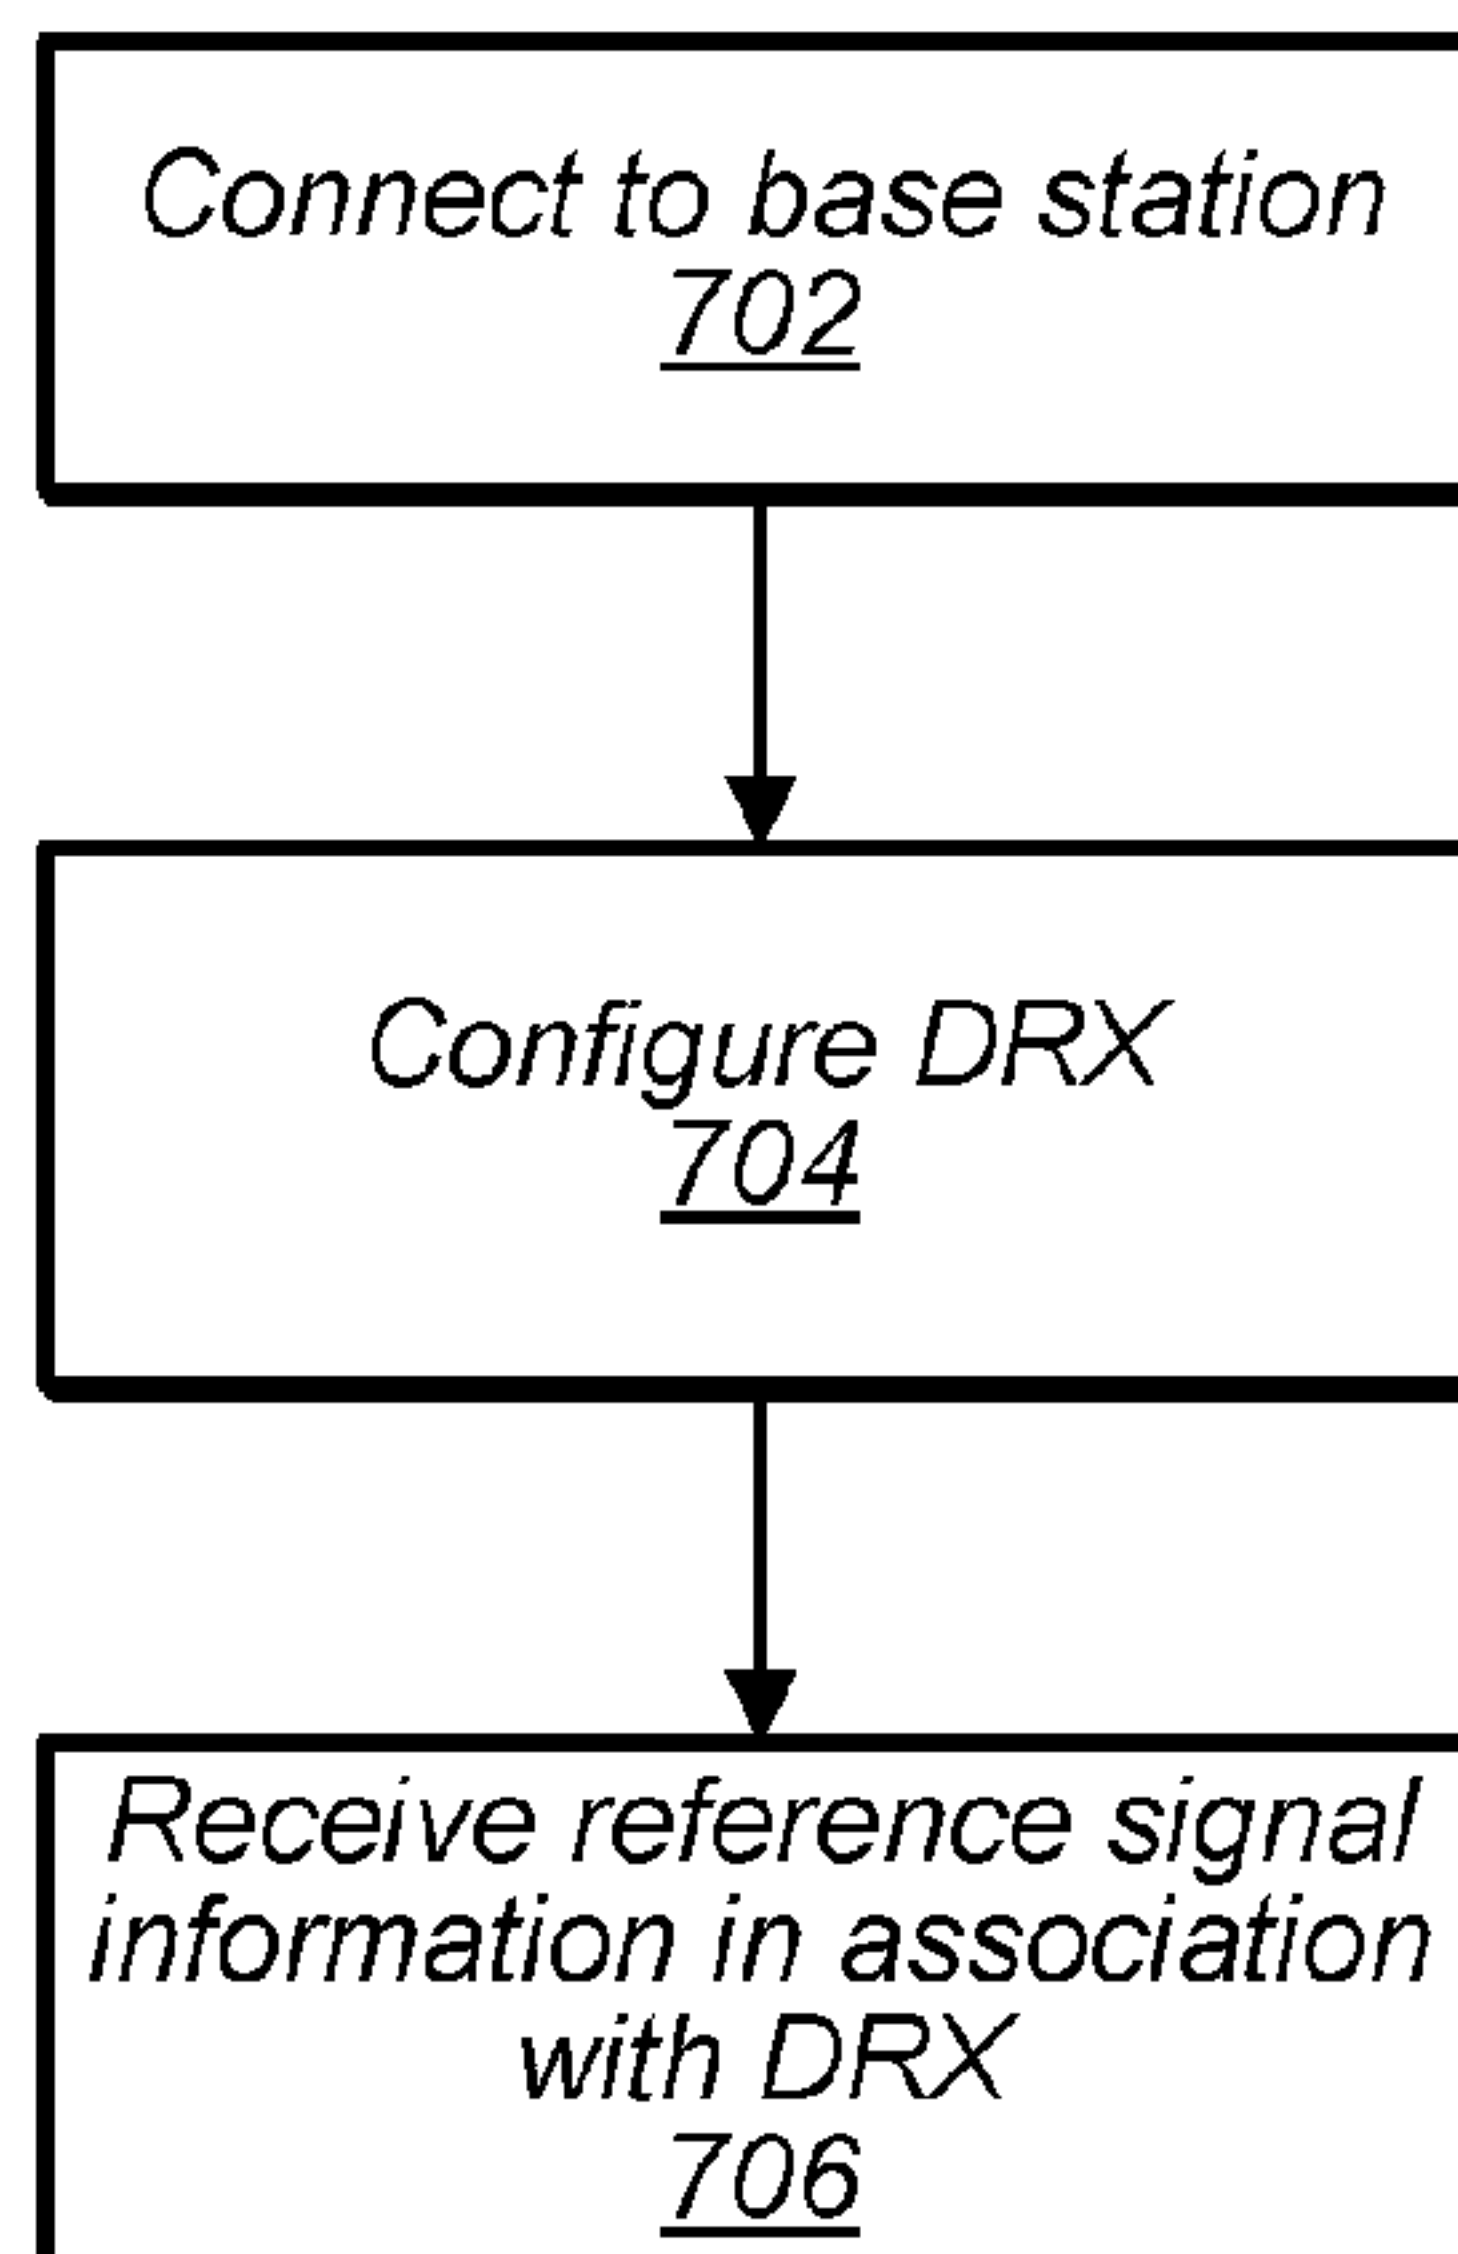 Connect to base station
702
Configure DRX
704
Receive reference signal
information in association
with DRX
706